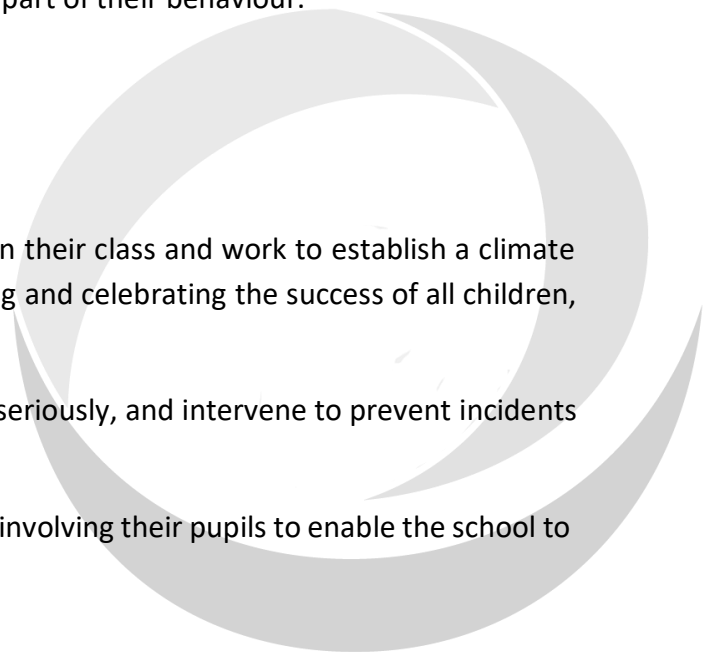 part of their behaviour.
n their class and work to establish a climate
g and celebrating the success of all children,
seriously, and intervene to prevent incidents
involving their pupils to enable the school to